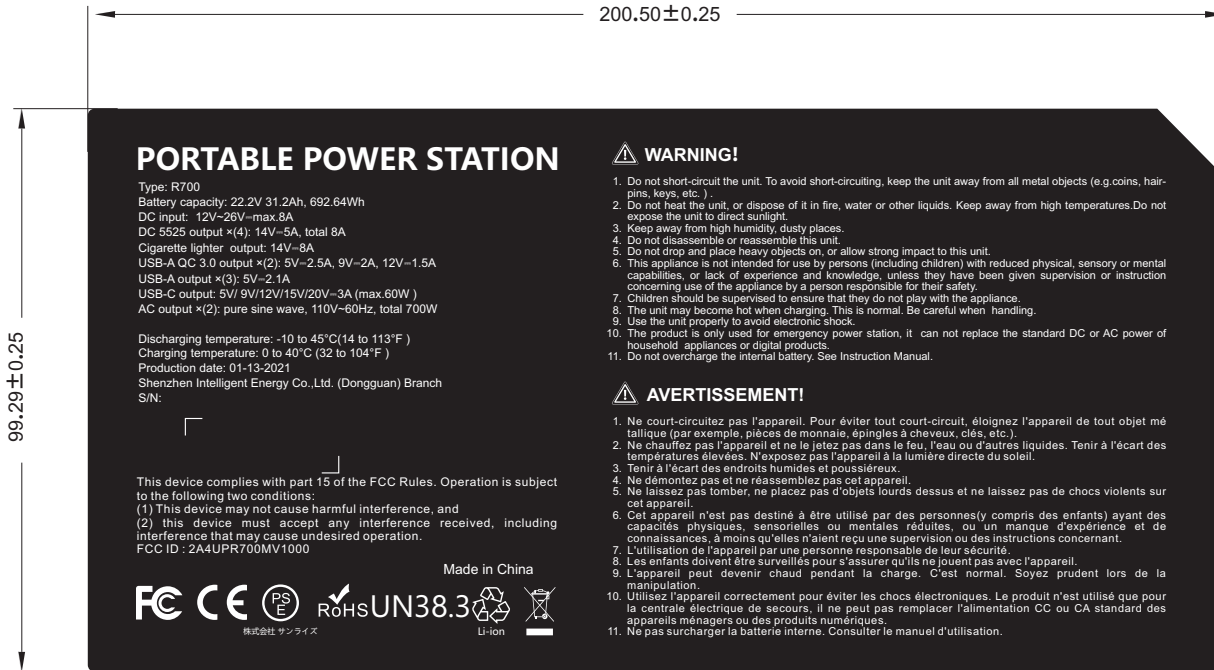 200.50±0.25
99.29±0.25
PORTABLE POWER STATION
Type: R700
Battery capacity: 22.2V 31.2Ah, 692.64Wh
DC input: 12V~26V⎓max.8A
DC 5525 output ×(4): 14V⎓5A, total 8A
Cigarette lighter output: 14V⎓8A
USB-A QC 3.0 output ×(2): 5V⎓2.5A, 9V⎓2A, 12V⎓1.5A
USB-A output ×(3): 5V⎓2.1A
USB-C output: 5V/ 9V/12V/15V/20V⎓3A (max.60W )
AC output ×(2): pure sine wave, 110V~60Hz, total 700W
Discharging temperature: -10 to 45°C(14 to 113°F )
Charging temperature: 0 to 40°C (32 to 104°F )
Production date: 01-13-2021
Shenzhen Intelligent Energy Co.,Ltd. (Dongguan) Branch
S/N:
This device complies with part 15 of the FCC Rules. Operation is subject
to the following two conditions:
(1) This device may not cause harmful interference, and
(2) this device must accept any interference received, including
interference that may cause undesired operation.
FCC ID : 2A4UPR700MV1000
Made in China
FC CE PS E RoHS UN38.3
株式会社 サンライズ
Li-ion
WARNING!
1. Do not short-circuit the unit. To avoid short-circuiting, keep the unit away from all metal objects (e.g.coins, hair-
pins, keys, etc. ) .
2. Do not heat the unit, or dispose of it in fire, water or other liquids. Keep away from high temperatures.Do not
expose the unit to direct sunlight.
3. Keep away from high humidity, dusty places.
4. Do not disassemble or reassemble this unit.
5. Do not drop and place heavy objects on, or allow strong impact to this unit.
6. This appliance is not intended for use by persons (including children) with reduced physical, sensory or mental
capabilities, or lack of experience and knowledge, unless they have been given supervision or instruction
concerning use of the appliance by a person responsible for their safety.
7. Children should be supervised to ensure that they do not play with the appliance.
8. The unit may become hot when charging. This is normal. Be careful when handling.
9. Use the unit properly to avoid electronic shock.
10. The product is only used for emergency power station, it can not replace the standard DC or AC power of
household appliances or digital products.
11. Do not overcharge the internal battery. See Instruction Manual.
AVERTISSEMENT!
1. Ne court-circuitez pas l'appareil. Pour éviter tout court-circuit, éloignez l'appareil de tout objet mé
tallique (par exemple, pièces de monnaie, épingles à cheveux, clés, etc.).
2. Ne chauffez pas l'appareil et ne le jetez pas dans le feu, l'eau ou d'autres liquides. Tenir à l'écart des
températures élevées. N'exposez pas l'appareil à la lumière directe du soleil.
3. Tenir à l'écart des endroits humides et poussiéreux.
4. Ne démontez pas et ne réassemblez pas cet appareil.
5. Ne laissez pas tomber, ne placez pas d'objets lourds dessus et ne laissez pas de chocs violents sur
cet appareil.
6. Cet appareil n'est pas destiné à être utilisé par des personnes(y compris des enfants) ayant des
capacités physiques, sensorielles ou mentales réduites, ou un manque d'expérience et de
connaissances, à moins qu'elles n'aient reçu une supervision ou des instructions concernant.
7. L'utilisation de l'appareil par une personne responsable de leur sécurité.
8. Les enfants doivent être surveillés pour s'assurer qu'ils ne jouent pas avec l'appareil.
9. L'appareil peut devenir chaud pendant la charge. C'est normal. Soyez prudent lors de la
manipulation.
10. Utilisez l'appareil correctement pour éviter les chocs électroniques. Le produit n'est utilisé que pour
la centrale électrique de secours, il ne peut pas remplacer l'alimentation CC ou CA standard des
appareils ménagers ou des produits numériques.
11. Ne pas surcharger la batterie interne. Consulter le manuel d'utilisation.